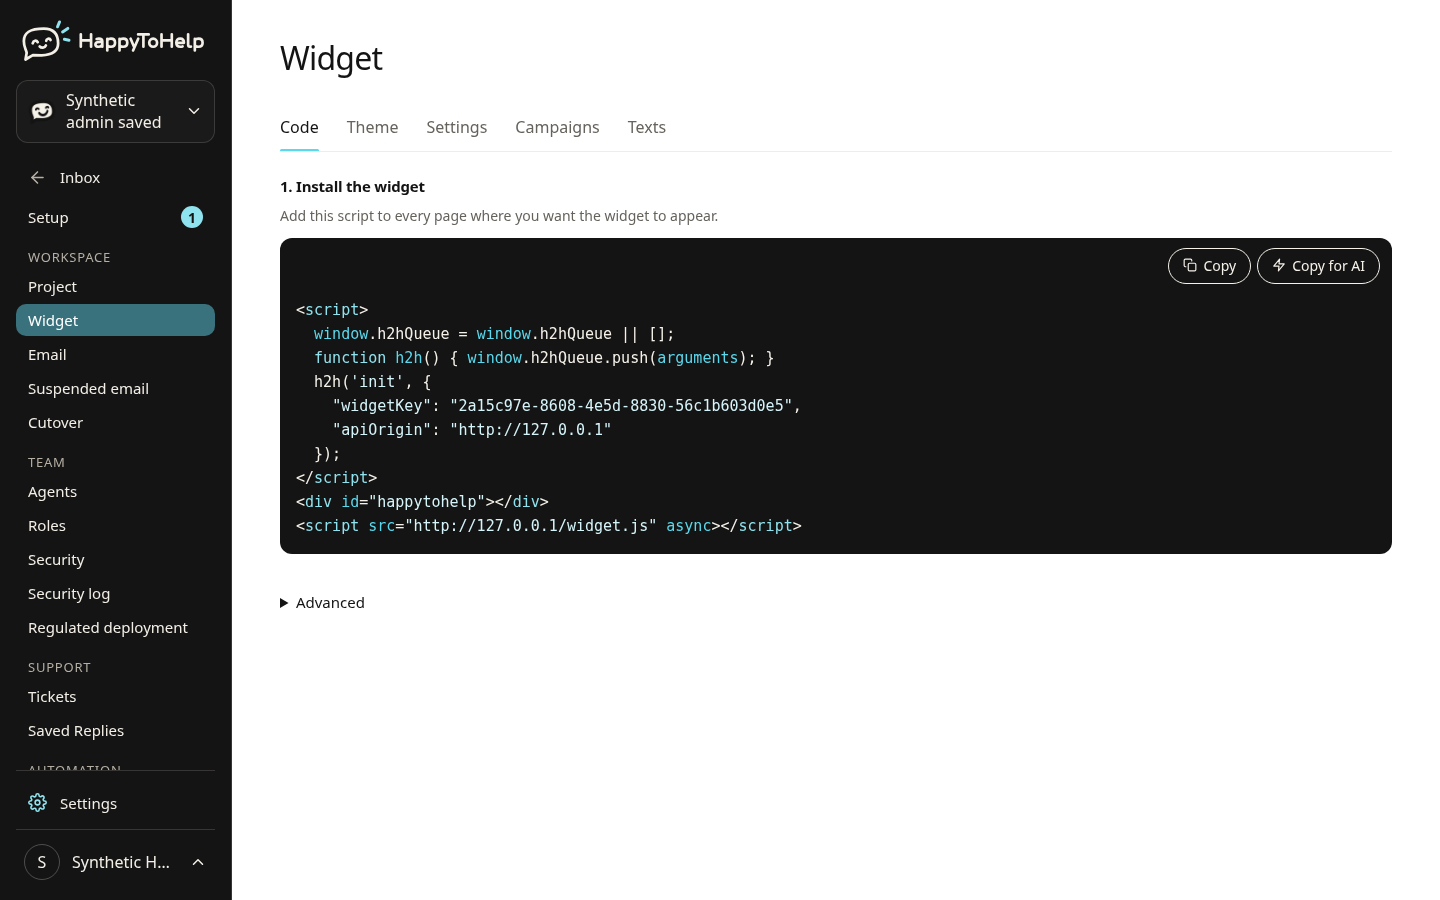 HappyToHelp
Synthetic
admin saved
Inbox
Setup
1
WORKSPACE
Project
Widget
Email
Suspended email
Cutover
TEAM
Agents
Roles
Security
Security log
Regulated deployment
SUPPORT
Tickets
Saved Replies
AUTOMATION
Settings
S
Synthetic H...
Widget
Code
Theme
Settings
Campaigns
Texts
1. Install the widget
Add this script to every page where you want the widget to appear.
Copy
Copy for AI
<script>
  window.h2hQueue = window.h2hQueue || [];
  function h2h() { window.h2hQueue.push(arguments); }
  h2h('init', {
    "widgetKey": "2a15c97e-8608-4e5d-8830-56c1b603d0e5",
    "apiOrigin": "http://127.0.0.1"
  });
</script>
<div id="happytohelp"></div>
<script src="http://127.0.0.1/widget.js" async></script>
Advanced